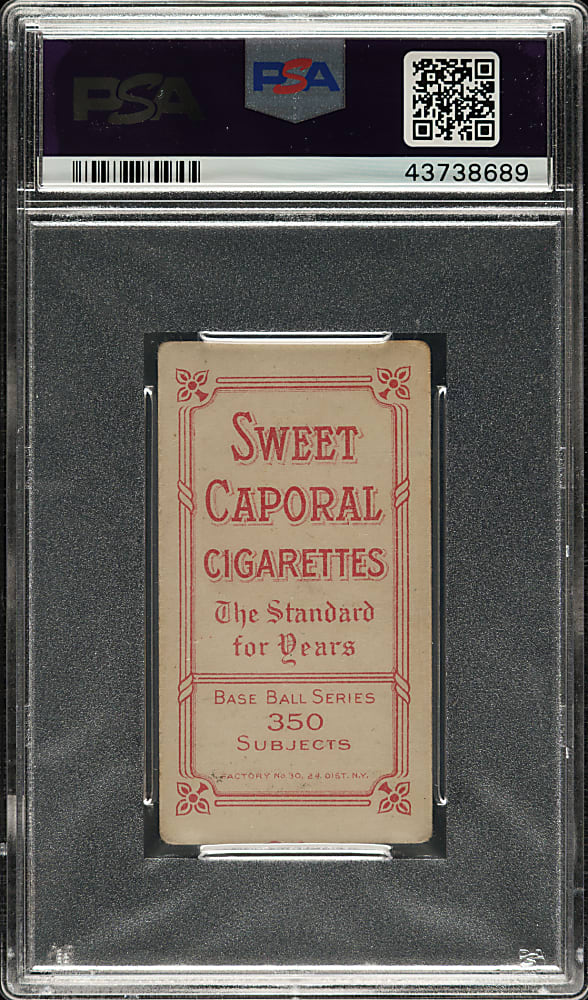 PSA
PSA
43738689
SWEET
CAPORAL
CIGARETTES
The Standard
for Years
BASE BALL SERIES
350
SUBJECTS
FACTORY No. 30, 24. DIST. N.Y.